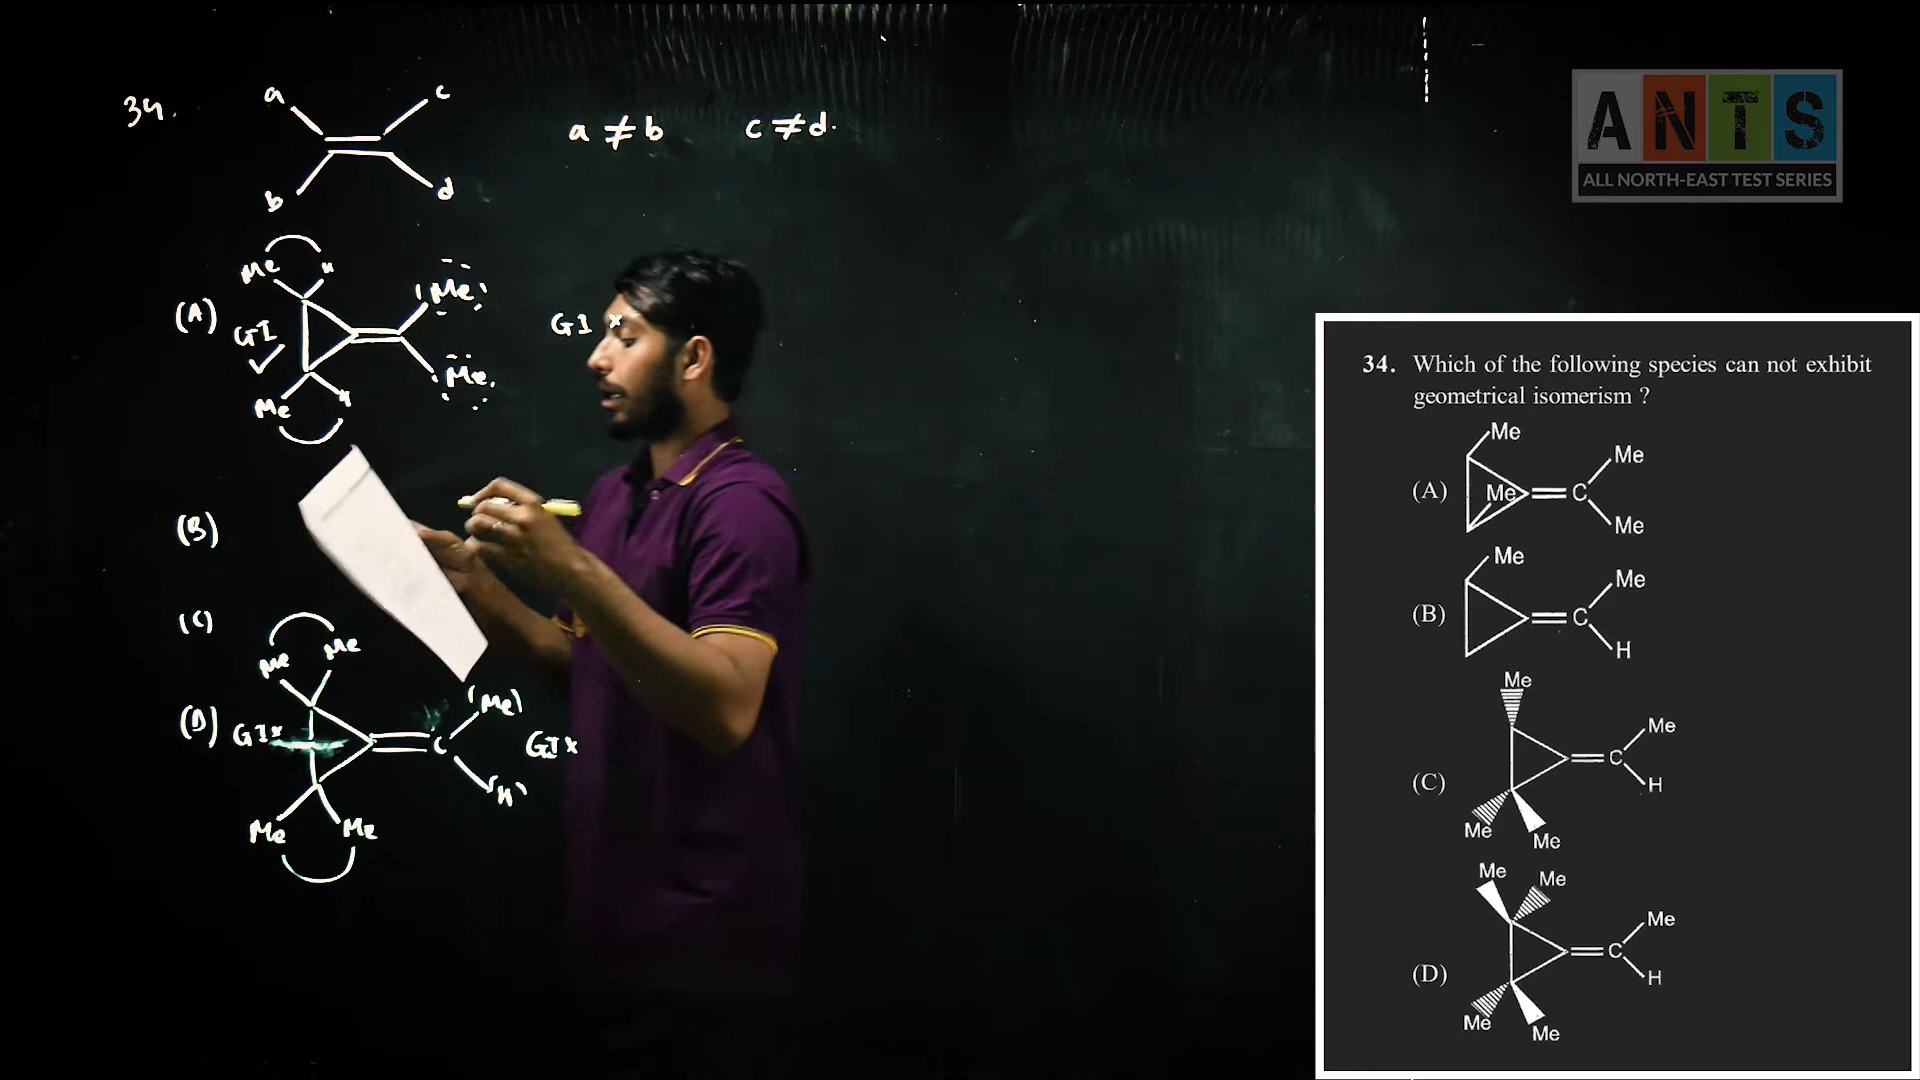 34.
a
c
a ≠ b
c ≠ d.
b
d
ANTS
ALL NORTH-EAST TEST SERIES
(A)
Me
H
Me
GI ✓
GI ×
Me
H
Me
(B)
(C)
(D)
Me
Me
(Me)
GI ×
C
GI ×
H
Me
Me
34. Which of the following species can not exhibit
geometrical isomerism ?
(A)
Me
Me
Me
C
Me
(B)
Me
Me
C
H
(C)
Me
Me
C
H
Me
Me
(D)
Me
Me
Me
C
H
Me
Me